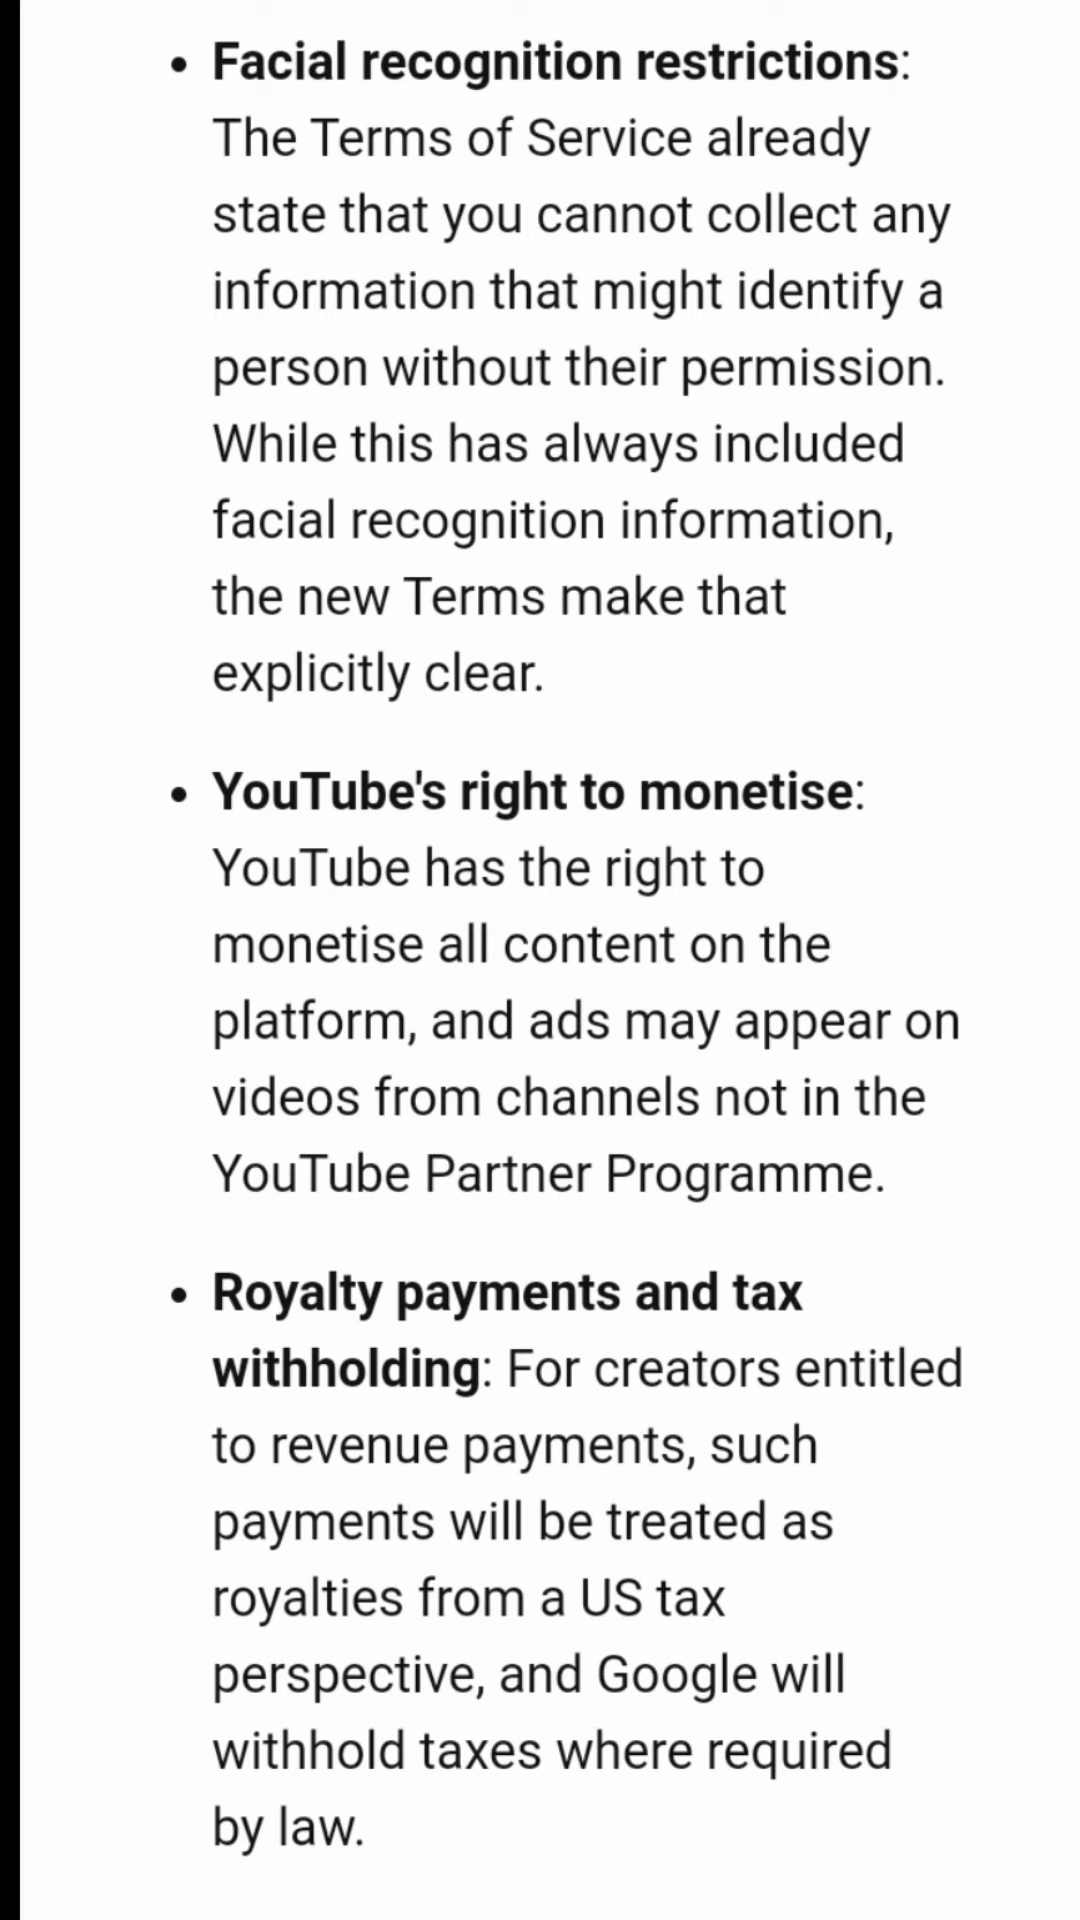 • Facial recognition restrictions:
The Terms of Service already
state that you cannot collect any
information that might identify a
person without their permission.
While this has always included
facial recognition information,
the new Terms make that
explicitly clear.
• YouTube's right to monetise:
YouTube has the right to
monetise all content on the
platform, and ads may appear on
videos from channels not in the
YouTube Partner Programme.
• Royalty payments and tax
withholding: For creators entitled
to revenue payments, such
payments will be treated as
royalties from a US tax
perspective, and Google will
withhold taxes where required
by law.